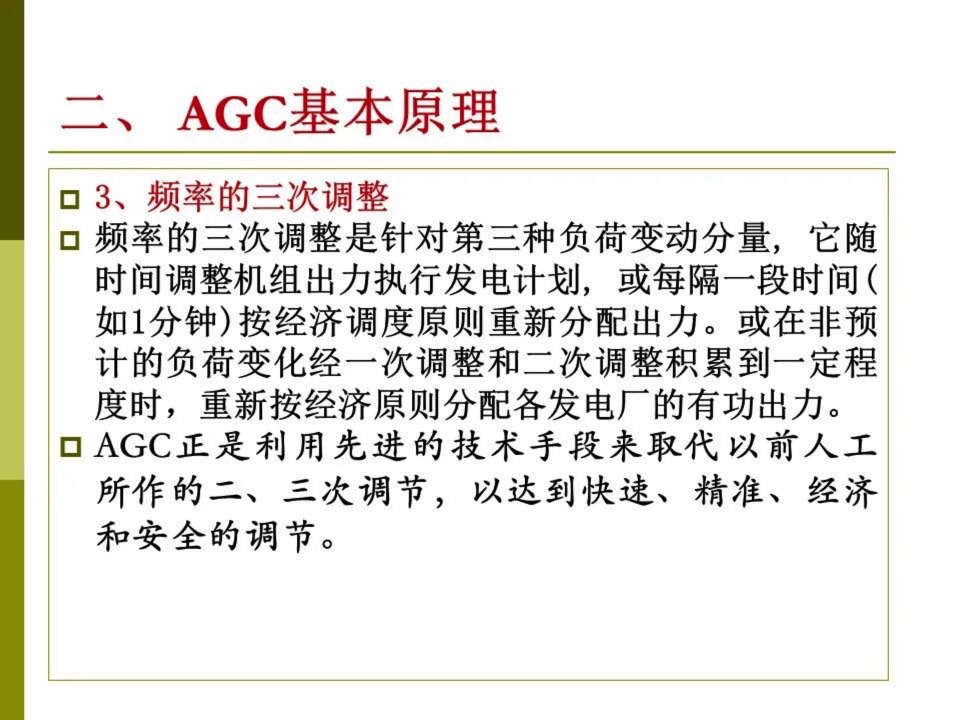 二、 AGC基本原理
3、频率的三次调整
频率的三次调整是针对第三种负荷变动分量，它随
时间调整机组出力执行发电计划，或每隔一段时间(
如1分钟)按经济调度原则重新分配出力。或在非预
计的负荷变化经一次调整和二次调整积累到一定程
度时，重新按经济原则分配各发电厂的有功出力。
AGC正是利用先进的技术手段来取代以前人工
所作的二、三次调节，以达到快速、精准、经济
和安全的调节。